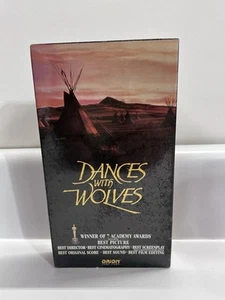 DANCES
WITH
WOLVES
WINNER OF 7 ACADEMY AWARDS
BEST PICTURE
BEST DIRECTOR · BEST CINEMATOGRAPHY · BEST SCREENPLAY
BEST ORIGINAL SCORE · BEST SOUND · BEST FILM EDITING
ORION